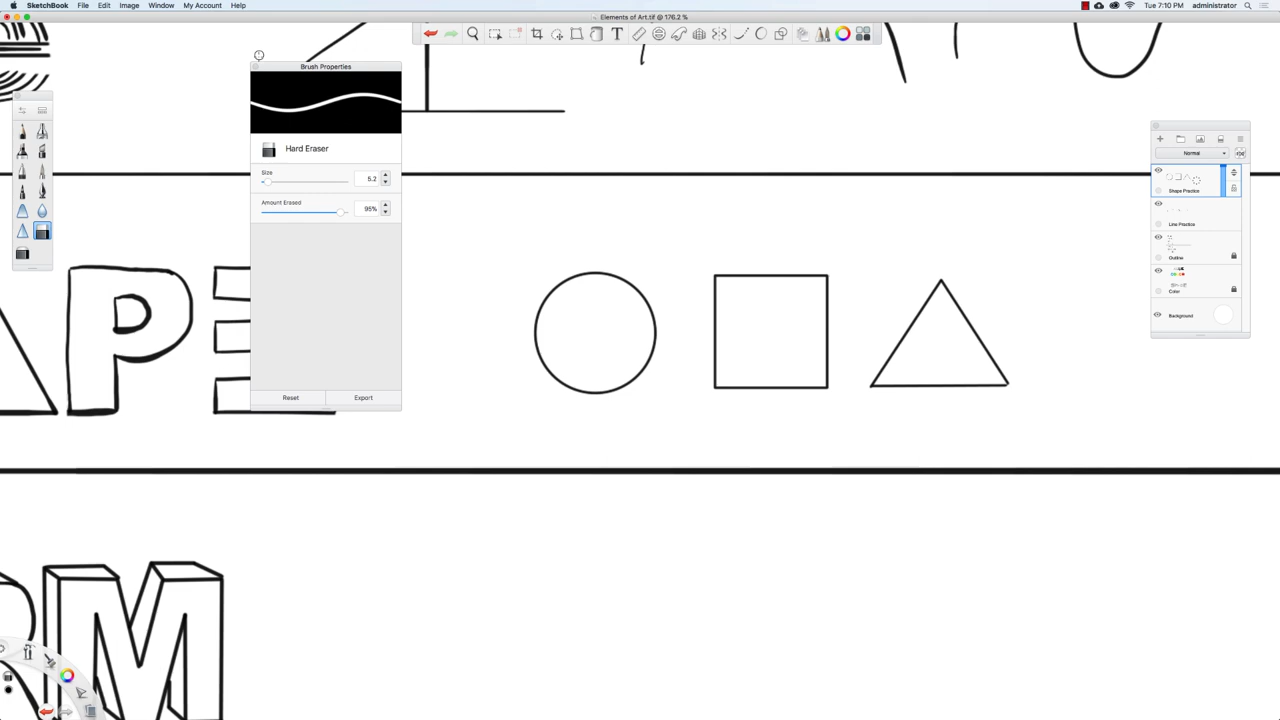 SketchBook File Edit Image Window My Account Help Tue 7:10 PM administrator
Elements of Art.tif @ 176.2 %
Brush Properties
Hard Eraser
Size
5.2
Amount Erased
95%
Reset Export
Normal
Shape Practice
Line Practice
Outline
Color
Background
T
PE
RM